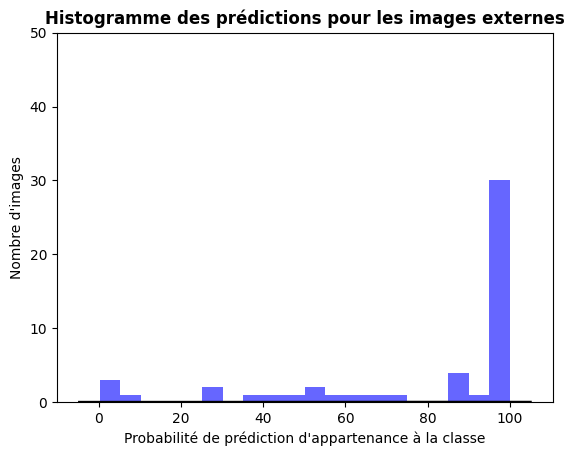 Histogramme des prédictions pour les images externes
50
40
30
20
10
0
Nombre d'images
0 20 40 60 80 100
Probabilité de prédiction d'appartenance à la classe